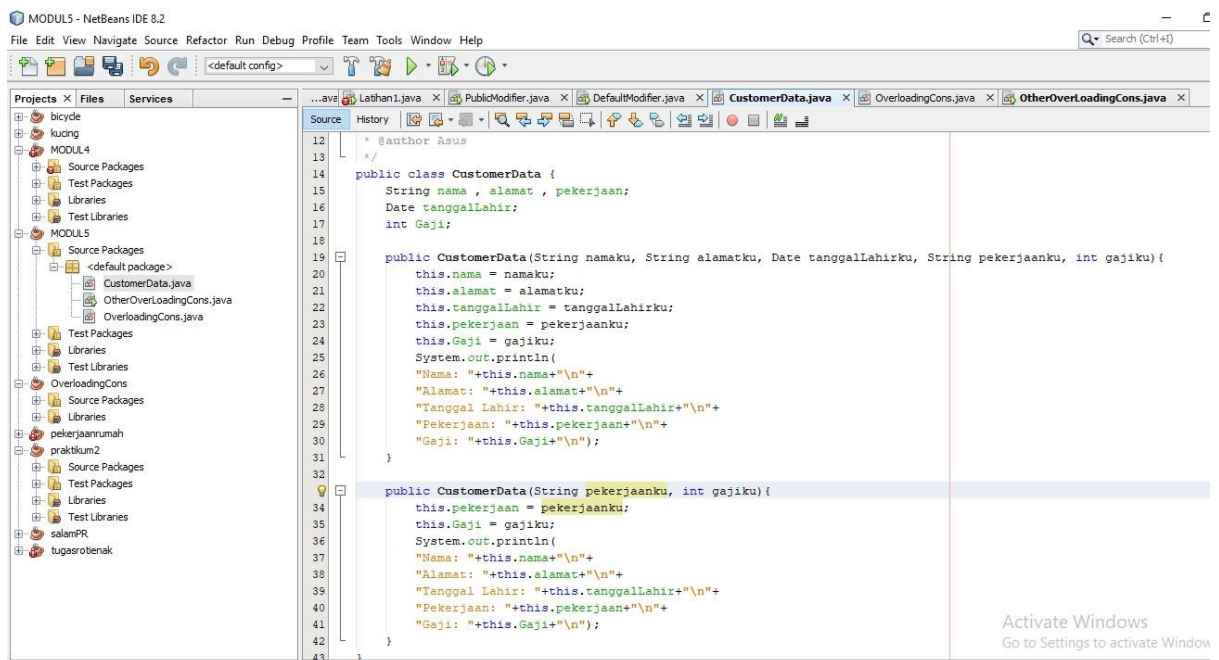 MODUL5 - NetBeans IDE 8.2
File Edit View Navigate Source Refactor Run Debug Profile Team Tools Window Help
Search (Ctrl+I)
<default config>
Projects Files Services
...ava Latihan1.java PublicModifier.java DefaultModifier.java CustomerData.java OverloadingCons.java OtherOverLoadingCons.java
Source History
bicycle
kucing
MODUL4
Source Packages
Test Packages
Libraries
Test Libraries
MODUL5
Source Packages
<default package>
CustomerData.java
OtherOverLoadingCons.java
OverloadingCons.java
Test Packages
Libraries
Test Libraries
OverloadingCons
Source Packages
Libraries
pekerjaanrumah
praktikum2
Source Packages
Test Packages
Libraries
Test Libraries
salamPR
tugasrotienak
12 * @author Asus
13 */
14 public class CustomerData {
15 String nama , alamat , pekerjaan;
16 Date tanggalLahir;
17 int Gaji;
18
19 public CustomerData(String namaku, String alamatku, Date tanggalLahirku, String pekerjaanku, int gajiku){
20 this.nama = namaku;
21 this.alamat = alamatku;
22 this.tanggalLahir = tanggalLahirku;
23 this.pekerjaan = pekerjaanku;
24 this.Gaji = gajiku;
25 System.out.println(
26 "Nama: "+this.nama+"\n"+
27 "Alamat: "+this.alamat+"\n"+
28 "Tanggal Lahir: "+this.tanggalLahir+"\n"+
29 "Pekerjaan: "+this.pekerjaan+"\n"+
30 "Gaji: "+this.Gaji+"\n");
31 }
32
public CustomerData(String pekerjaanku, int gajiku){
34 this.pekerjaan = pekerjaanku;
35 this.Gaji = gajiku;
36 System.out.println(
37 "Nama: "+this.nama+"\n"+
38 "Alamat: "+this.alamat+"\n"+
39 "Tanggal Lahir: "+this.tanggalLahir+"\n"+
40 "Pekerjaan: "+this.pekerjaan+"\n"+
41 "Gaji: "+this.Gaji+"\n");
42 }
43 }
Activate Windows
Go to Settings to activate Window